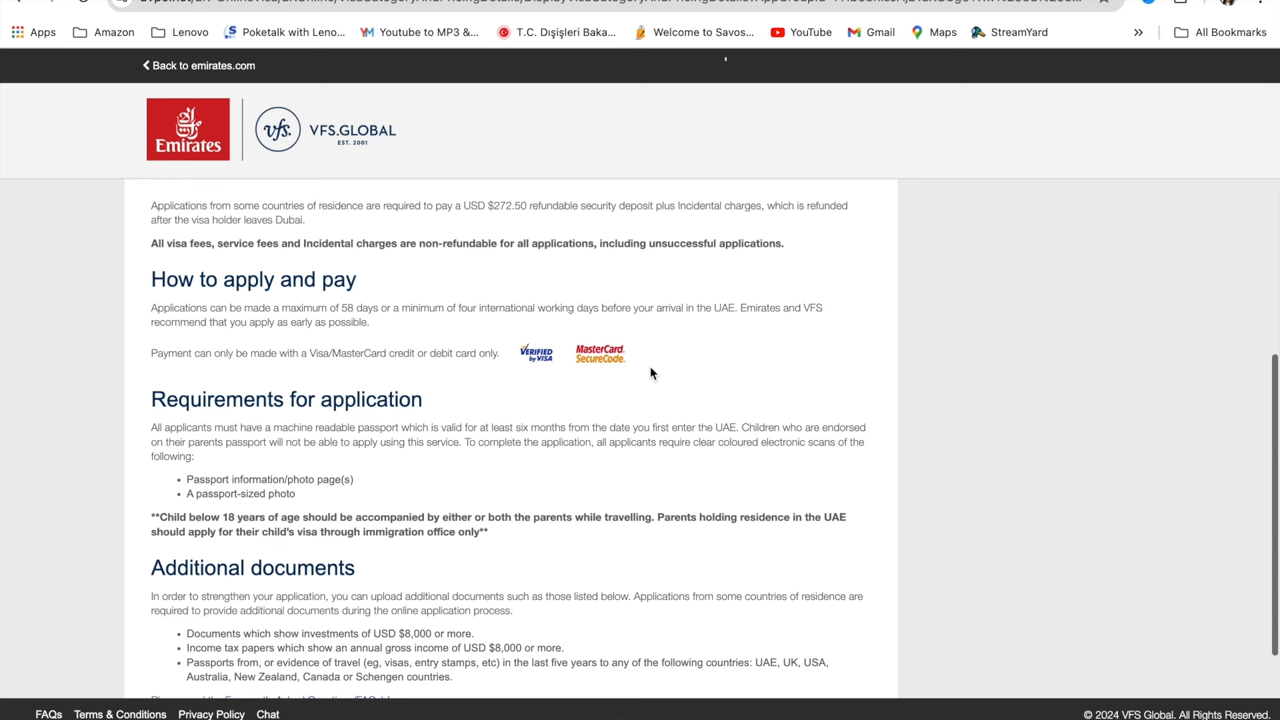 Apps
Amazon
Lenovo
Poketalk with Leno...
Youtube to MP3 &...
T.C. Dışişleri Baka...
Welcome to Savos...
YouTube
Gmail
Maps
StreamYard
»
All Bookmarks
Back to emirates.com
Emirates
vfs.
VFS.GLOBAL
EST. 2001
Applications from some countries of residence are required to pay a USD $272.50 refundable security deposit plus Incidental charges, which is refunded
after the visa holder leaves Dubai.
All visa fees, service fees and Incidental charges are non-refundable for all applications, including unsuccessful applications.
How to apply and pay
Applications can be made a maximum of 58 days or a minimum of four international working days before your arrival in the UAE. Emirates and VFS
recommend that you apply as early as possible.
Payment can only be made with a Visa/MasterCard credit or debit card only.
VERIFIED
by VISA
MasterCard.
SecureCode.
Requirements for application
All applicants must have a machine readable passport which is valid for at least six months from the date you first enter the UAE. Children who are endorsed
on their parents passport will not be able to apply using this service. To complete the application, all applicants require clear coloured electronic scans of the
following:
• Passport information/photo page(s)
• A passport-sized photo
**Child below 18 years of age should be accompanied by either or both the parents while travelling. Parents holding residence in the UAE
should apply for their child's visa through immigration office only**
Additional documents
In order to strengthen your application, you can upload additional documents such as those listed below. Applications from some countries of residence are
required to provide additional documents during the online application process.
• Documents which show investments of USD $8,000 or more.
• Income tax papers which show an annual gross income of USD $8,000 or more.
• Passports from, or evidence of travel (eg, visas, entry stamps, etc) in the last five years to any of the following countries: UAE, UK, USA,
Australia, New Zealand, Canada or Schengen countries.
FAQs
Terms & Conditions
Privacy Policy
Chat
© 2024 VFS Global. All Rights Reserved.